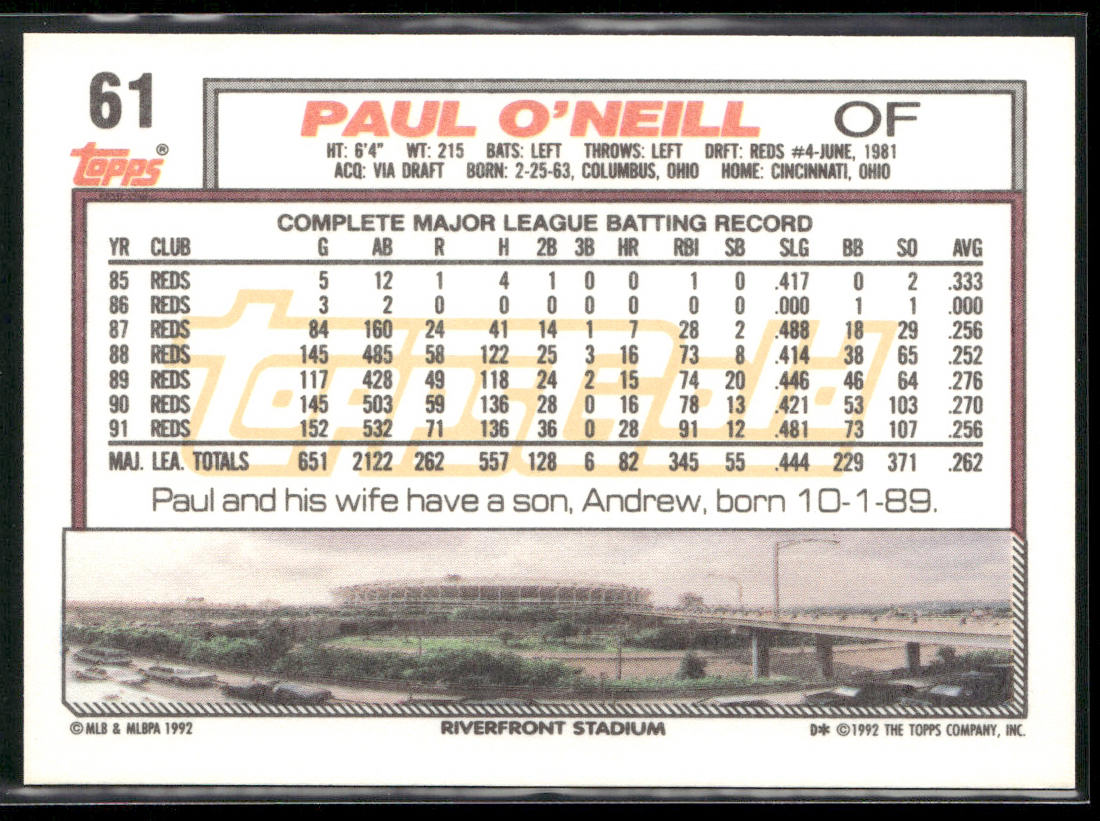 61
topps®
PAUL O'NEILL OF
HT: 6'4" WT: 215 BATS: LEFT THROWS: LEFT DRFT: REDS #4-JUNE, 1981
ACQ: VIA DRAFT BORN: 2-25-63, COLUMBUS, OHIO HOME: CINCINNATI, OHIO
COMPLETE MAJOR LEAGUE BATTING RECORD
YR CLUB G AB R H 2B 3B HR RBI SB SLG BB SO AVG
85 REDS 5 12 1 4 1 0 0 1 0 .417 0 2 .333
86 REDS 3 2 0 0 0 0 0 0 0 .000 1 1 .000
87 REDS 84 160 24 41 14 1 7 28 2 .488 18 29 .256
88 REDS 145 485 58 122 25 3 16 73 8 .414 38 65 .252
89 REDS 117 428 49 118 24 2 15 74 20 .446 46 64 .276
90 REDS 145 503 59 136 28 0 16 78 13 .421 53 103 .270
91 REDS 152 532 71 136 36 0 28 91 12 .481 73 107 .256
MAJ. LEA. TOTALS 651 2122 262 557 128 6 82 345 55 .444 229 371 .262
ToppsGold
Paul and his wife have a son, Andrew, born 10-1-89.
© MLB & MLBPA 1992 RIVERFRONT STADIUM D* © 1992 THE TOPPS COMPANY, INC.